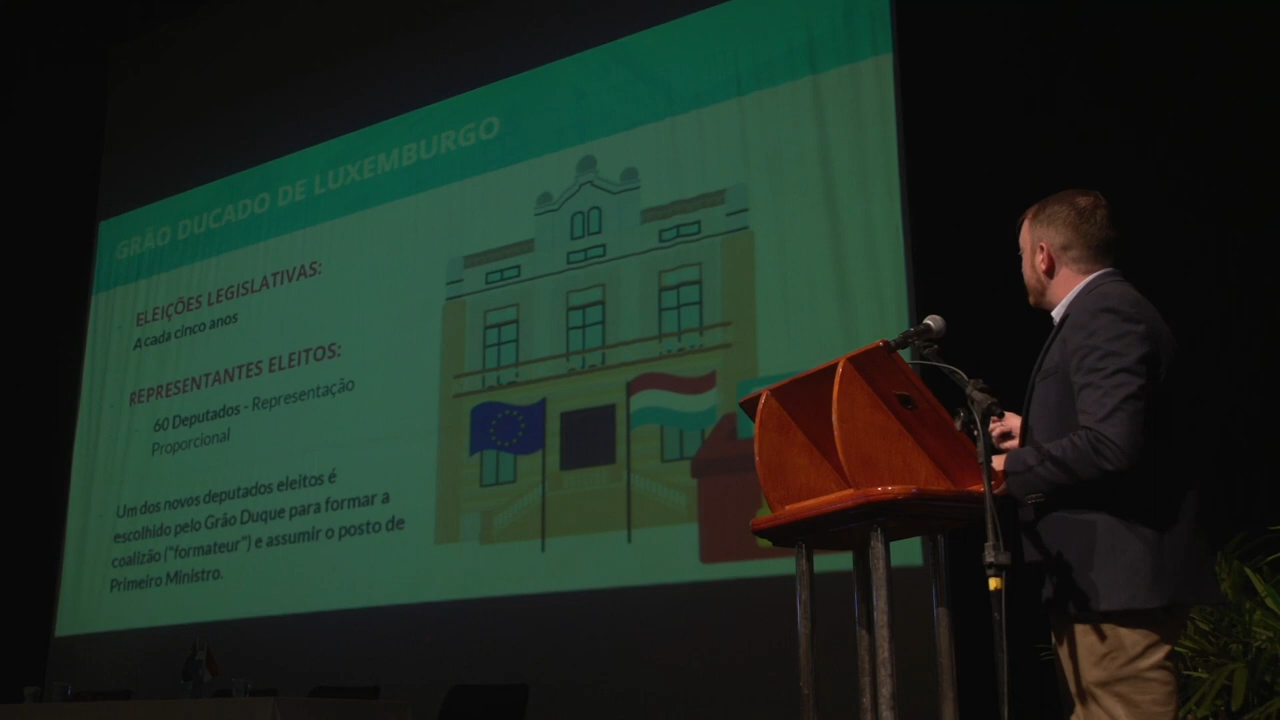 GRÃO DUCADO DE LUXEMBURGO
ELEIÇÕES LEGISLATIVAS:
A cada cinco anos
REPRESENTANTES ELEITOS:
60 Deputados - Representação
Proporcional
Um dos novos deputados eleitos é
escolhido pelo Grão Duque para formar a
coalizão ("formateur") e assumir o posto de
Primeiro Ministro.